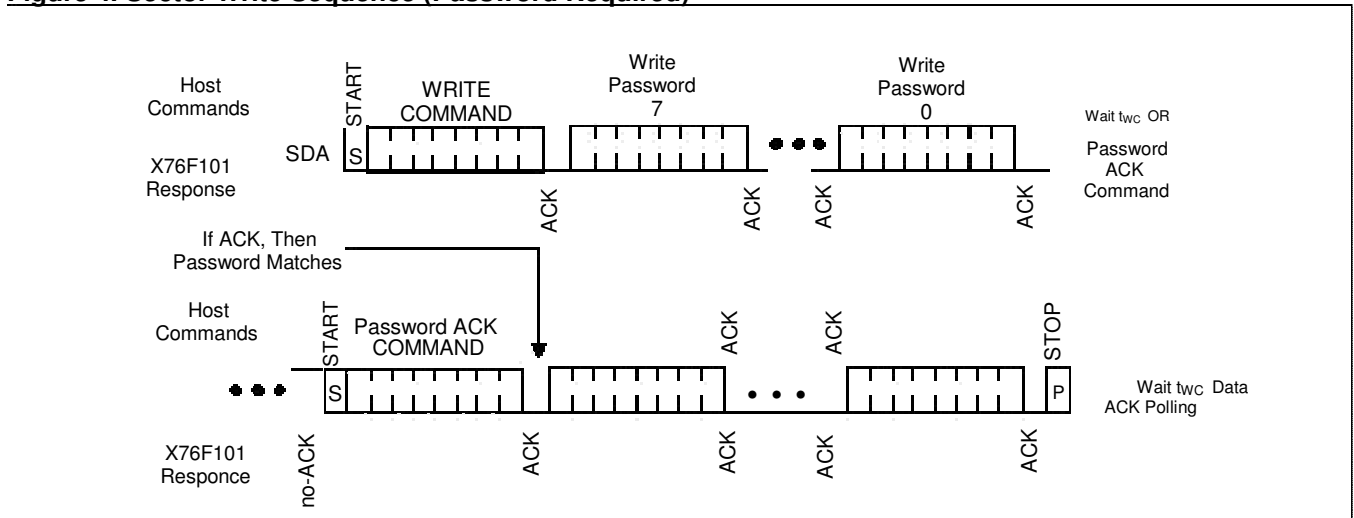 Figure 4. Sector Write Sequence (Password Required)
Host
Commands
START
WRITE
COMMAND
Write
Password
7
Write
Password
0
Wait tWC OR
Password
ACK
Command
SDA
S
X76F101
Response
ACK
ACK
ACK
ACK
If ACK, Then
Password Matches
Host
Commands
START
Password ACK
COMMAND
ACK
ACK
STOP
S
P
Wait tWC Data
ACK Polling
X76F101
Responce
no-ACK
ACK
ACK
ACK
ACK